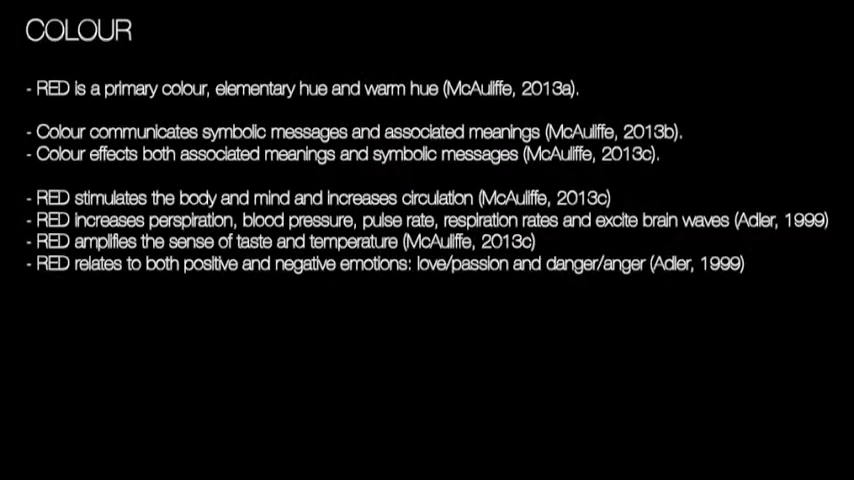 COLOUR
- RED is a primary colour, elementary hue and warm hue (McAuliffe, 2013a).
- Colour communicates symbolic messages and associated meanings (McAuliffe, 2013b).
- Colour effects both associated meanings and symbolic messages (McAuliffe, 2013c).
- RED stimulates the body and mind and increases circulation (McAuliffe, 2013c)
- RED increases perspiration, blood pressure, pulse rate, respiration rates and excite brain waves (Adler, 1999)
- RED amplifies the sense of taste and temperature (McAuliffe, 2013c)
- RED relates to both positive and negative emotions: love/passion and danger/anger (Adler, 1999)